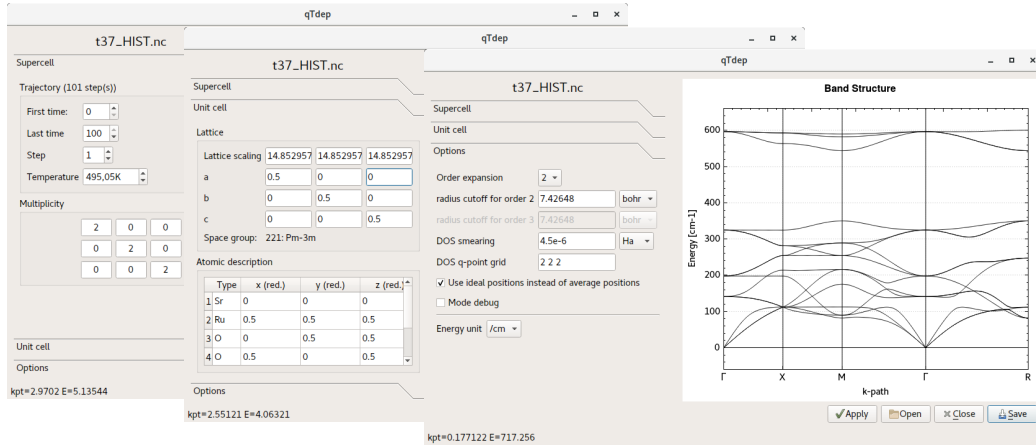 qTdep
t37_HIST.nc
Supercell
Trajectory (101 step(s))
First time: 0
Last time 100
Step 1
Temperature 495,05K
Multiplicity
2 0 0
0 2 0
0 0 2
Unit cell
Options
kpt=2.9702 E=5.13544
qTdep
t37_HIST.nc
Supercell
Unit cell
Lattice
Lattice scaling 14.852957 14.852957 14.852957
a 0.5 0 0
b 0 0.5 0
c 0 0 0.5
Space group: 221: Pm-3m
Atomic description
Type x (red.) y (red.) z (red.)
1 Sr 0 0 0
2 Ru 0.5 0.5 0.5
3 O 0 0.5 0.5
4 O 0.5 0 0.5
Options
kpt=2.55121 E=4.06321
qTdep
t37_HIST.nc
Supercell
Unit cell
Options
Order expansion 2
radius cutoff for order 2 7.42648 bohr
radius cutoff for order 3 7.42648 bohr
DOS smearing 4.5e-6 Ha
DOS q-point grid 2 2 2
Use ideal positions instead of average positions
Mode debug
Energy unit /cm
Band Structure
Energy [cm-1]
600
500
400
300
200
100
0
Γ X M Γ R
k-path
Apply Open Close Save
kpt=0.177122 E=717.256